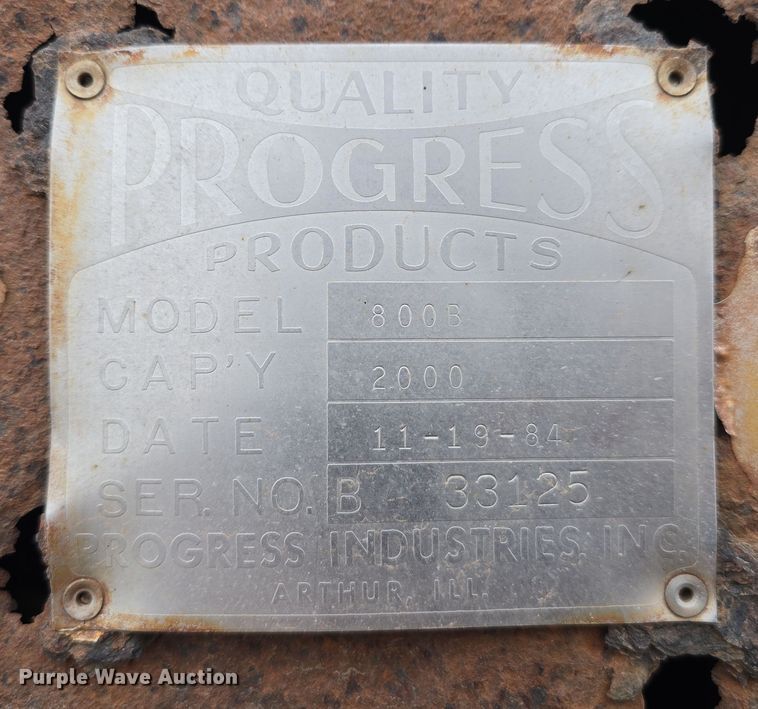 QUALITY
PROGRESS
PRODUCTS
MODEL 800B
CAP'Y 2000
DATE 11-19-84
SER. NO. B 33125
PROGRESS INDUSTRIES, INC.
ARTHUR, ILL.
Purple Wave Auction